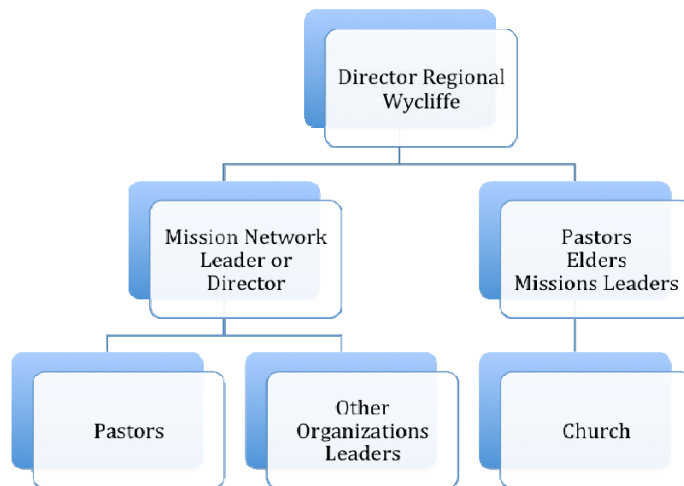 Director Regional
Wycliffe
Mission Network
Leader or
Director
Pastors
Elders
Missions Leaders
Pastors
Other
Organizations
Leaders
Church